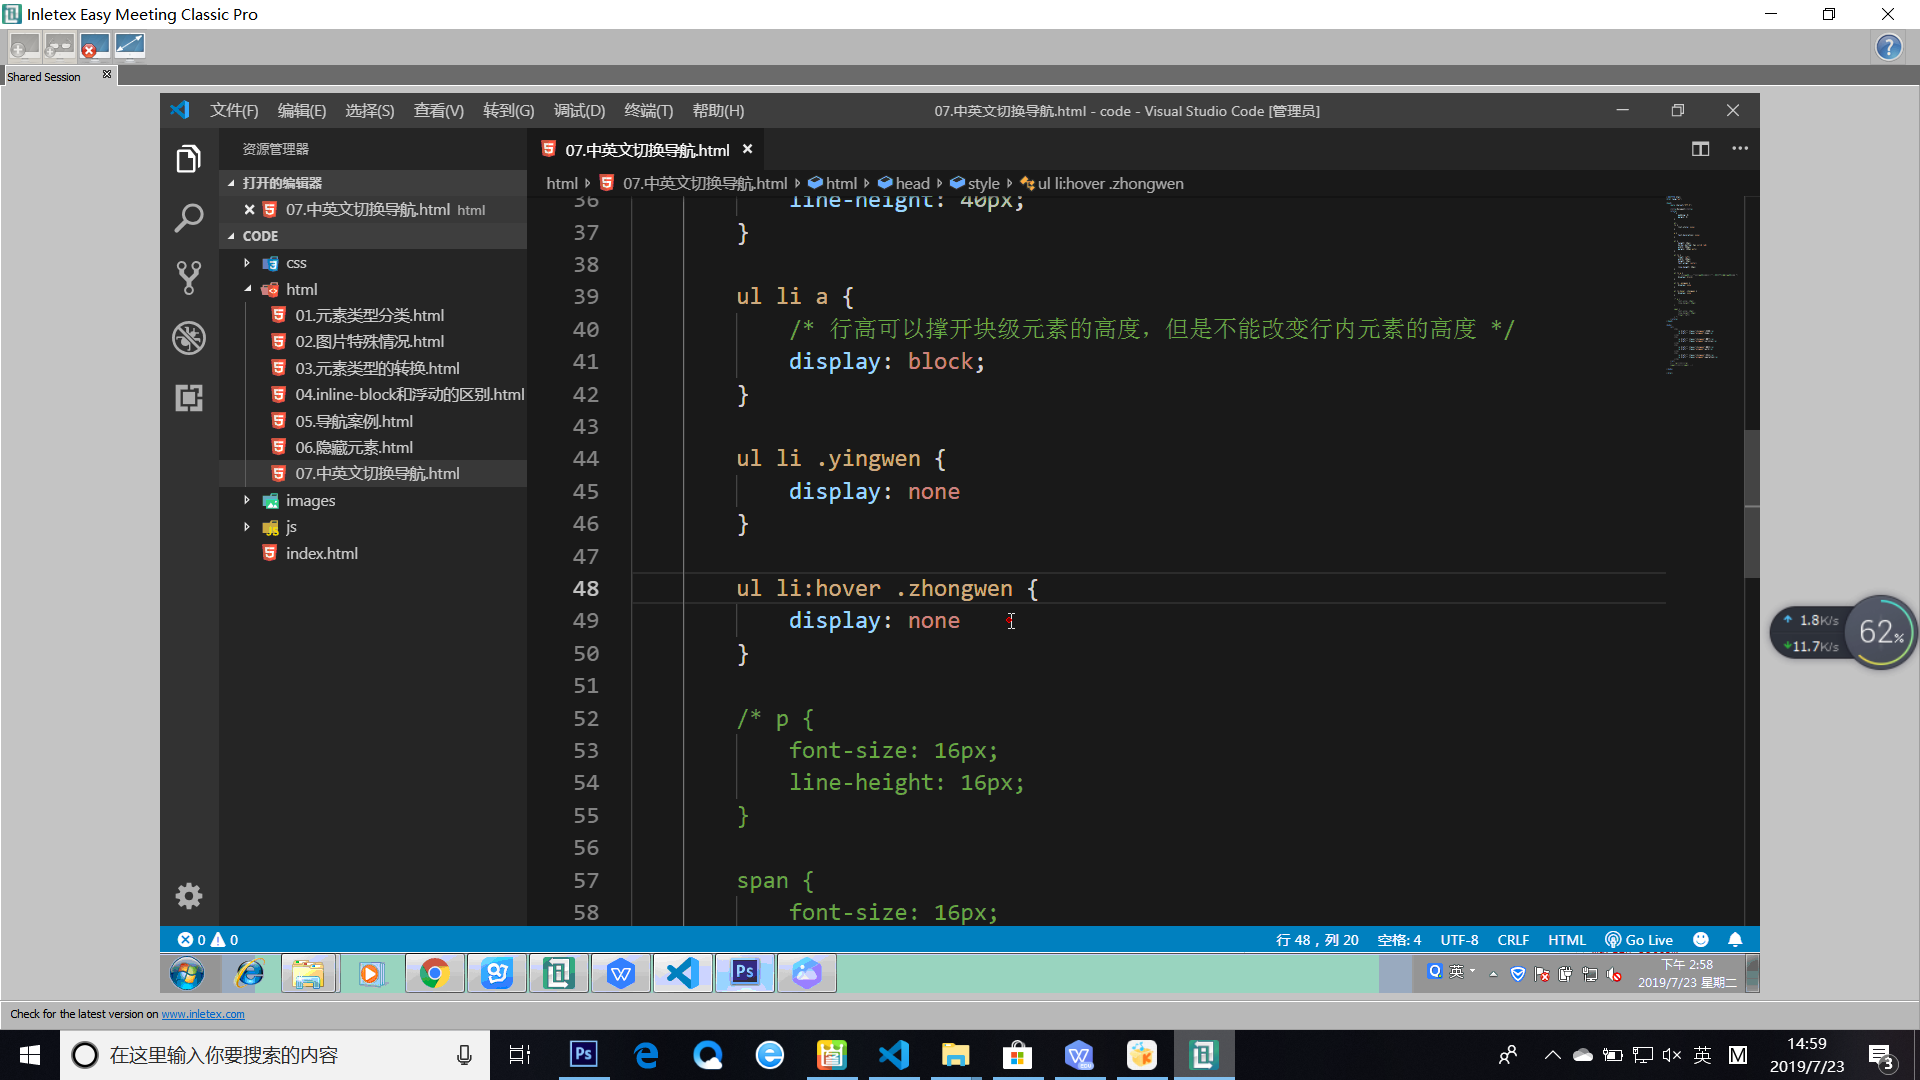 Inletex Easy Meeting Classic Pro
Shared Session
文件(F) 编辑(E) 选择(S) 查看(V) 转到(G) 调试(D) 终端(T) 帮助(H)
07.中英文切换导航.html - code - Visual Studio Code [管理员]
资源管理器
打开的编辑器
07.中英文切换导航.html html
CODE
css
html
01.元素类型分类.html
02.图片特殊情况.html
03.元素类型的转换.html
04.inline-block和浮动的区别.html
05.导航案例.html
06.隐藏元素.html
07.中英文切换导航.html
images
js
index.html
07.中英文切换导航.html
html 07.中英文切换导航.html html head style ul li:hover .zhongwen
36 line-height: 40px;
37 }
38
39 ul li a {
40 /* 行高可以撑开块级元素的高度，但是不能改变行内元素的高度 */
41 display: block;
42 }
43
44 ul li .yingwen {
45 display: none
46 }
47
48 ul li:hover .zhongwen {
49 display: none
50 }
51
52 /* p {
53 font-size: 16px;
54 line-height: 16px;
55 }
56
57 span {
58 font-size: 16px;
1.8K/s
11.7K/s
62%
0 0
行 48，列 20 空格: 4 UTF-8 CRLF HTML Go Live
英
下午 2:58
2019/7/23 星期二
Check for the latest version on www.inletex.com
在这里输入你要搜索的内容
英 M
14:59
2019/7/23
3